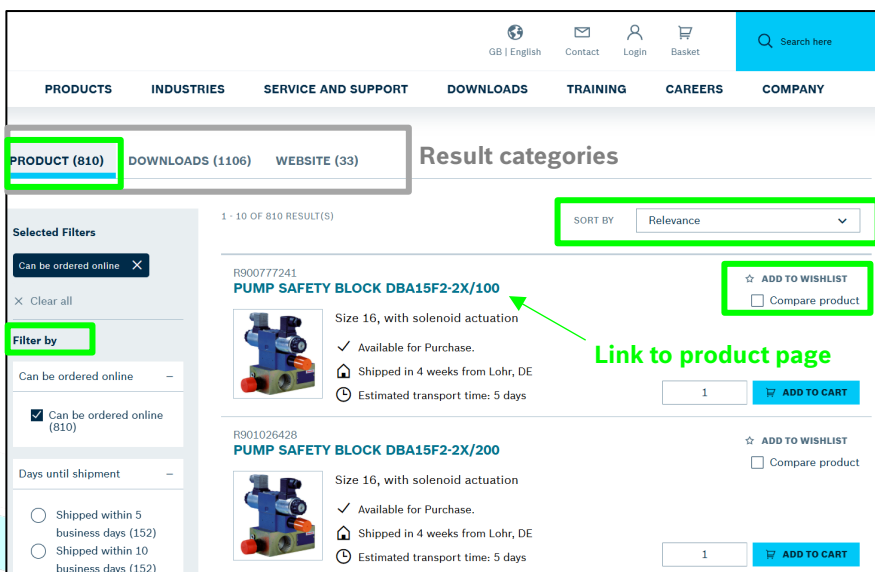 GB | English
Contact
Login
Basket
Search here
PRODUCTS
INDUSTRIES
SERVICE AND SUPPORT
DOWNLOADS
TRAINING
CAREERS
COMPANY
PRODUCT (810)
DOWNLOADS (1106)
WEBSITE (33)
Result categories
1 - 10 OF 810 RESULT(S)
SORT BY
Relevance
Selected Filters
Can be ordered online
Clear all
Filter by
Can be ordered online
Can be ordered online
(810)
Days until shipment
Shipped within 5
business days (152)
Shipped within 10
business days (152)
R900777241
PUMP SAFETY BLOCK DBA15F2-2X/100
ADD TO WISHLIST
Compare product
Size 16, with solenoid actuation
Available for Purchase.
Shipped in 4 weeks from Lohr, DE
Estimated transport time: 5 days
Link to product page
1
ADD TO CART
R901026428
PUMP SAFETY BLOCK DBA15F2-2X/200
ADD TO WISHLIST
Compare product
Size 16, with solenoid actuation
Available for Purchase.
Shipped in 4 weeks from Lohr, DE
Estimated transport time: 5 days
1
ADD TO CART